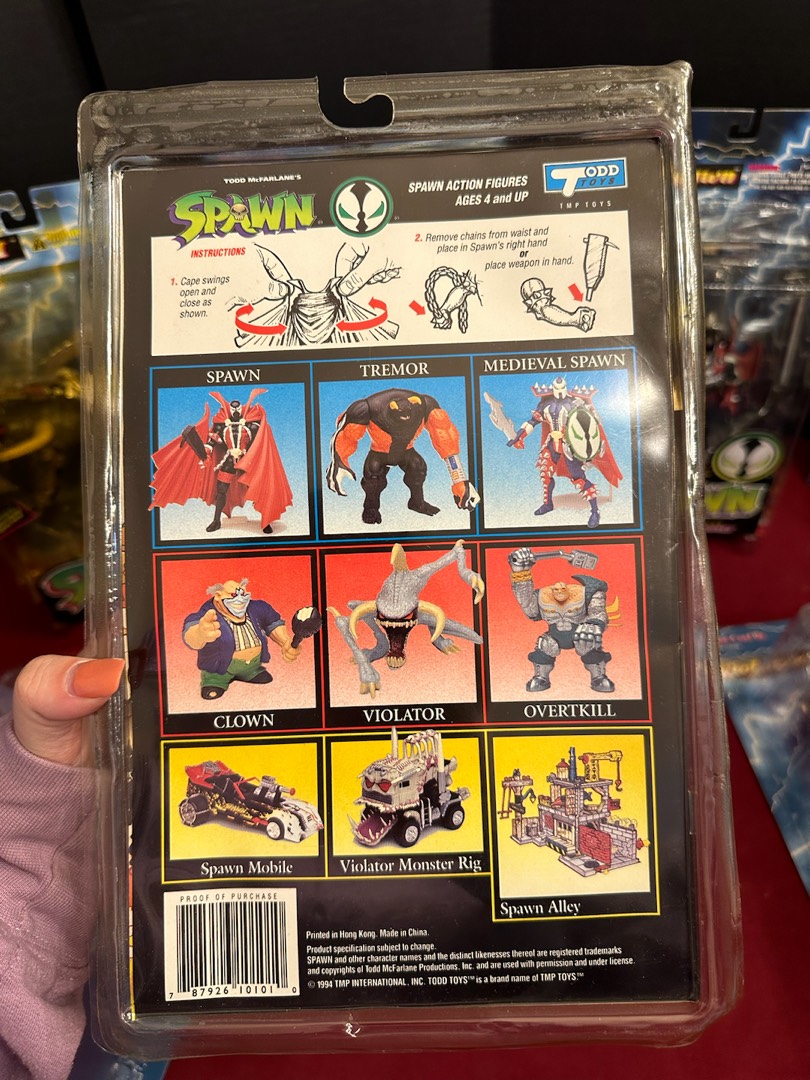 TODD McFARLANE'S
SPAWN
SPAWN ACTION FIGURES
AGES 4 and UP
TODD
TOYS
TMP TOYS
INSTRUCTIONS
1. Cape swings
open and
close as
shown.
2. Remove chains from waist and
place in Spawn's right hand
or
place weapon in hand.
SPAWN
TREMOR
MEDIEVAL SPAWN
CLOWN
VIOLATOR
OVERTKILL
Spawn Mobile
Violator Monster Rig
Spawn Alley
PROOF OF PURCHASE
7 87926 10101 0
Printed in Hong Kong. Made in China.
Product specification subject to change.
SPAWN and other character names and the distinct likenesses thereof are registered trademarks
and copyrights of Todd McFarlane Productions, Inc. and are used with permission and under license.
© 1994 TMP INTERNATIONAL, INC. TODD TOYS™ is a brand name of TMP TOYS.™